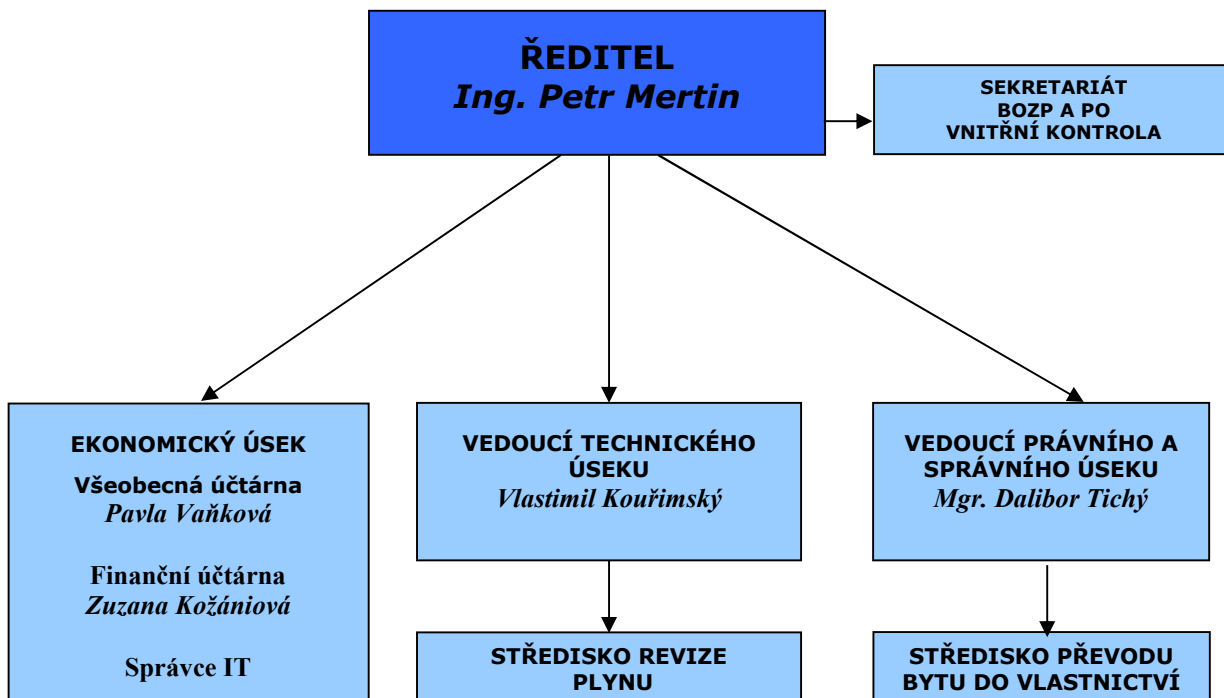 ŘEDITEL
Ing. Petr Mertin
SEKRETARIÁT
BOZP A PO
VNITŘNÍ KONTROLA
EKONOMICKÝ ÚSEK
Všeobecná účtárna
Pavla Vaňková
Finanční účtárna
Zuzana Kožániová
Správce IT
VEDOUCÍ TECHNICKÉHO
ÚSEKU
Vlastimil Kouřimský
VEDOUCÍ PRÁVNÍHO A
SPRÁVNÍHO ÚSEKU
Mgr. Dalibor Tichý
STŘEDISKO REVIZE
PLYNU
STŘEDISKO PŘEVODU
BYTU DO VLASTNICTVÍ